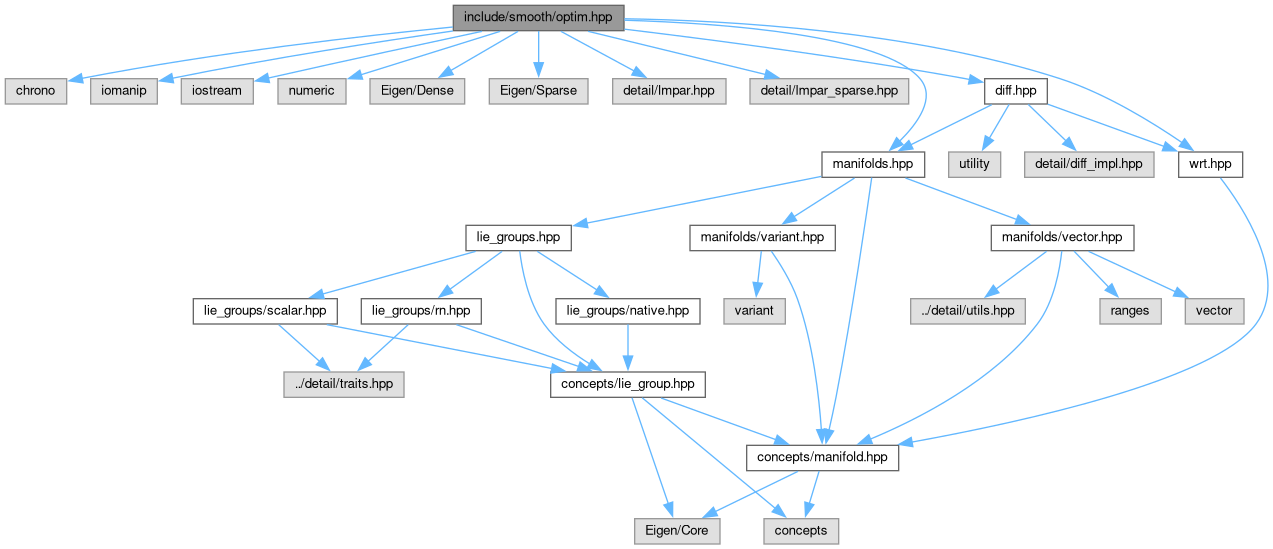 include/smooth/optim.hpp
chrono
iomanip
iostream
numeric
Eigen/Dense
Eigen/Sparse
detail/lmpar.hpp
detail/lmpar_sparse.hpp
diff.hpp
manifolds.hpp
utility
detail/diff_impl.hpp
wrt.hpp
lie_groups.hpp
manifolds/variant.hpp
manifolds/vector.hpp
lie_groups/scalar.hpp
lie_groups/rn.hpp
lie_groups/native.hpp
variant
../detail/utils.hpp
ranges
vector
../detail/traits.hpp
concepts/lie_group.hpp
concepts/manifold.hpp
Eigen/Core
concepts